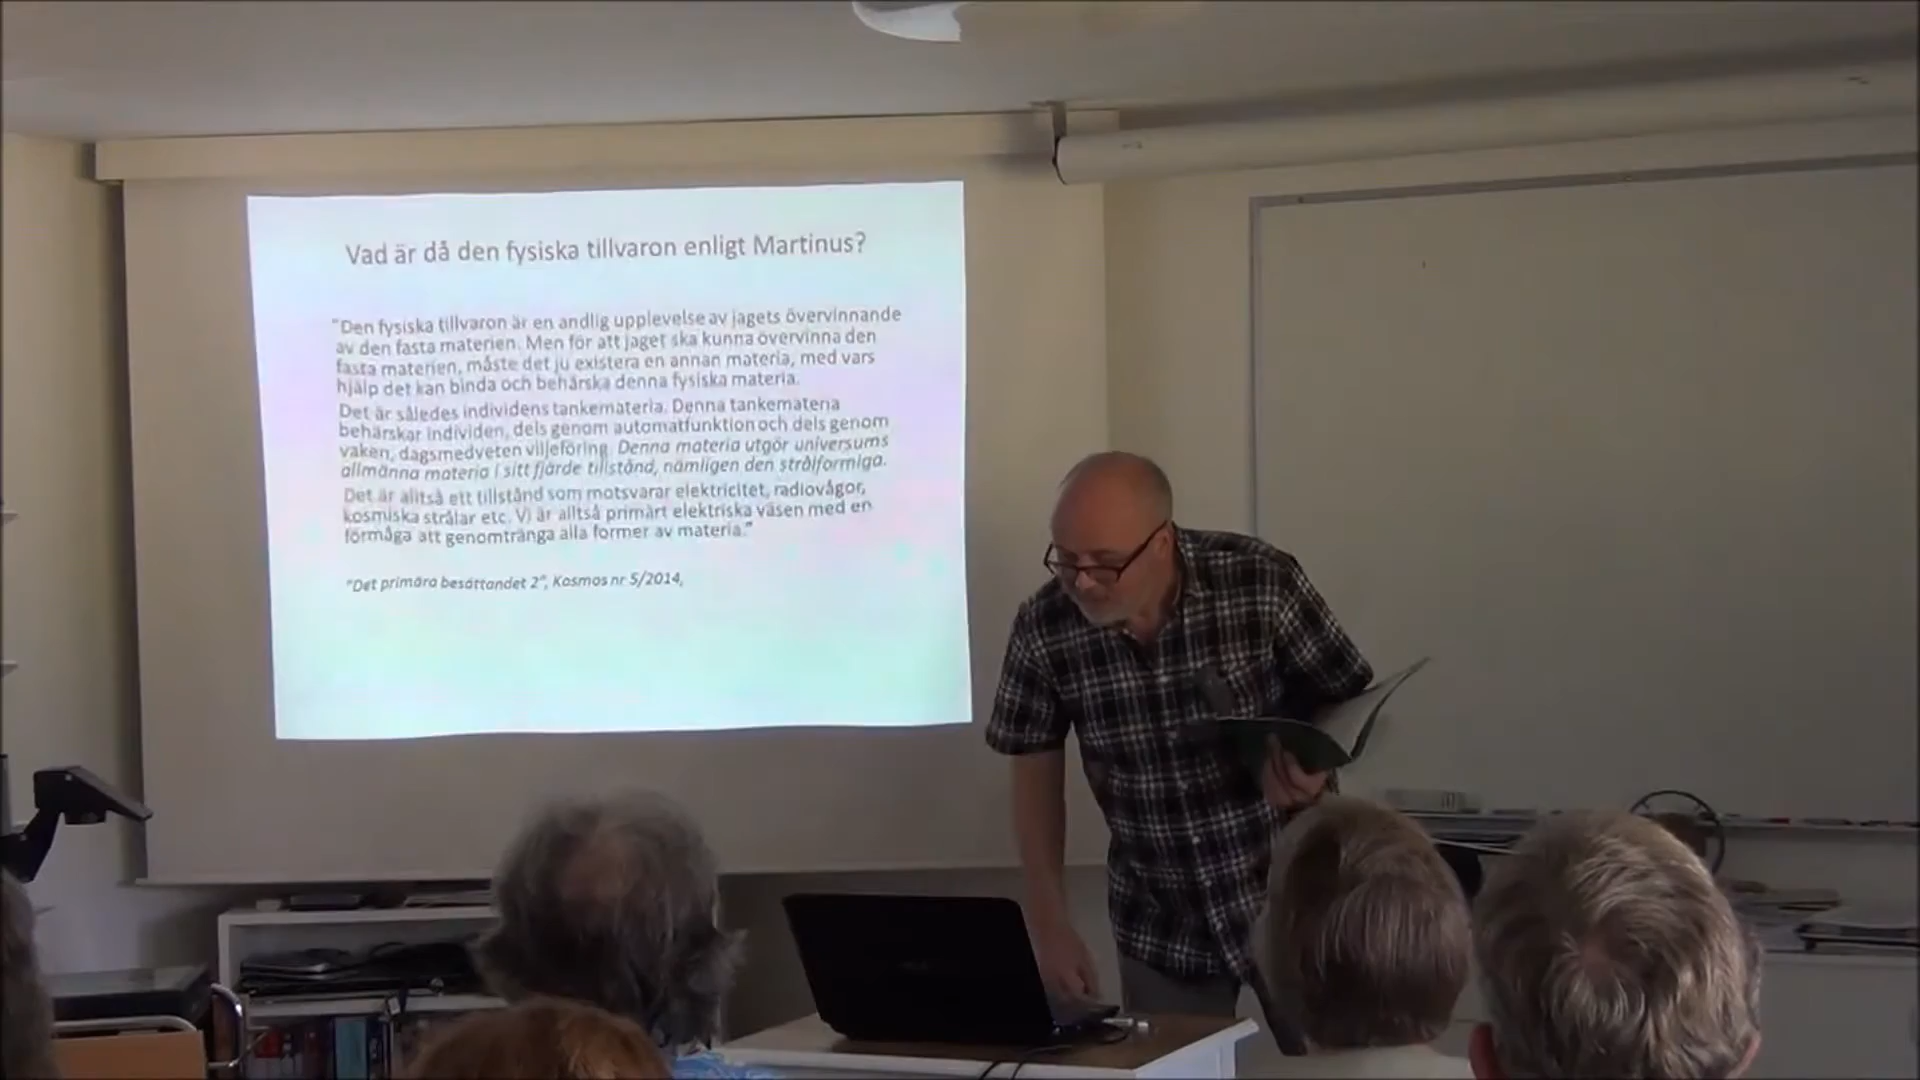 Vad är då den fysiska tillvaron enligt Martinus?
"Den fysiska tillvaron är en andlig upplevelse av jagets övervinnande
av den fasta materien. Men för att jaget ska kunna övervinna den
fasta materien, måste det ju existera en annan materia, med vars
hjälp det kan binda och behärska denna fysiska materia.
Det är således individens tankemateria. Denna tankemateria
behärskar individen, dels genom automatfunktion och dels genom
vaken, dagsmedveten viljeföring. Denna materia utgör universums
allmänna materia i sitt fjärde tillstånd, nämligen den strålformiga.
Det är alltså ett tillstånd som motsvarar elektricitet, radiovågor,
kosmiska strålar etc. Vi är alltså primärt elektriska väsen med en
förmåga att genomtränga alla former av materia."
"Det primära besättandet 2", Kosmos nr 5/2014,